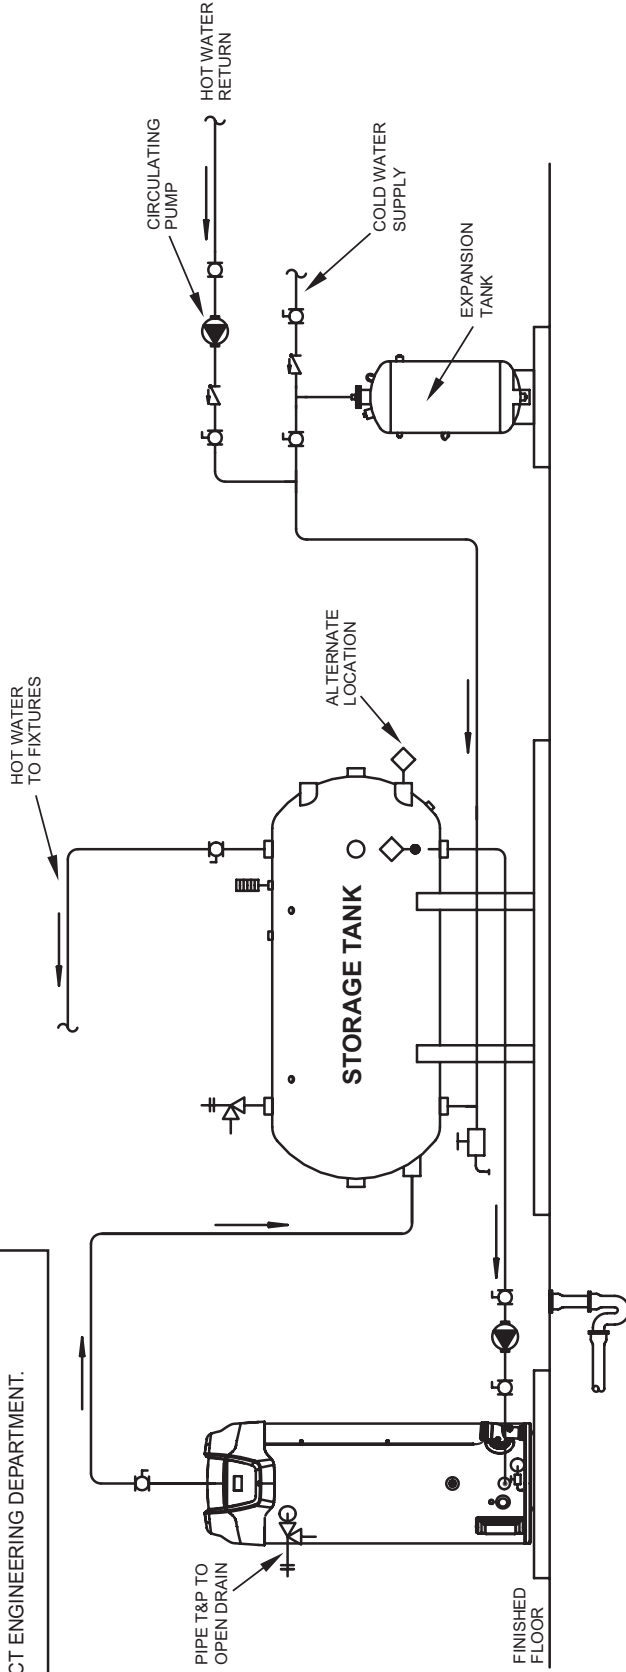 CT ENGINEERING DEPARTMENT.
HOT WATER
TO FIXTURES
CIRCULATING
PUMP
HOT WATER
RETURN
COLD WATER
SUPPLY
EXPANSION
TANK
ALTERNATE
LOCATION
STORAGE TANK
PIPE T&P TO
OPEN DRAIN
FINISHED
FLOOR